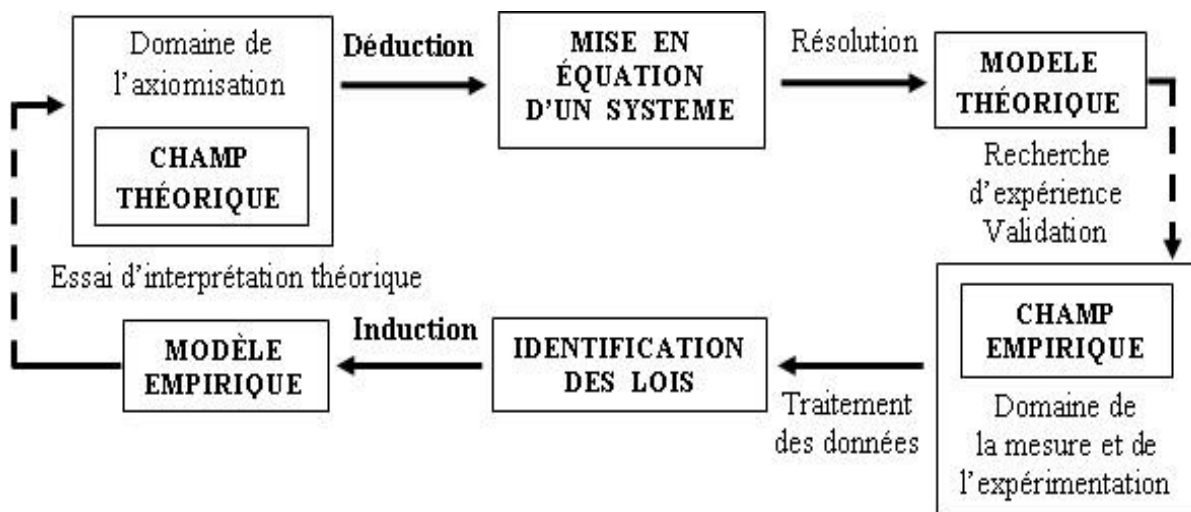 Domaine de
l'axiomisation
CHAMP
THÉORIQUE
Déduction
MISE EN
ÉQUATION
D'UN SYSTEME
Résolution
MODELE
THÉORIQUE
Recherche
d'expérience
Validation
CHAMP
EMPIRIQUE
Domaine de
la mesure et de
l'expérimentation
Traitement
des données
IDENTIFICATION
DES LOIS
Induction
MODÈLE
EMPIRIQUE
Essai d'interprétation théorique